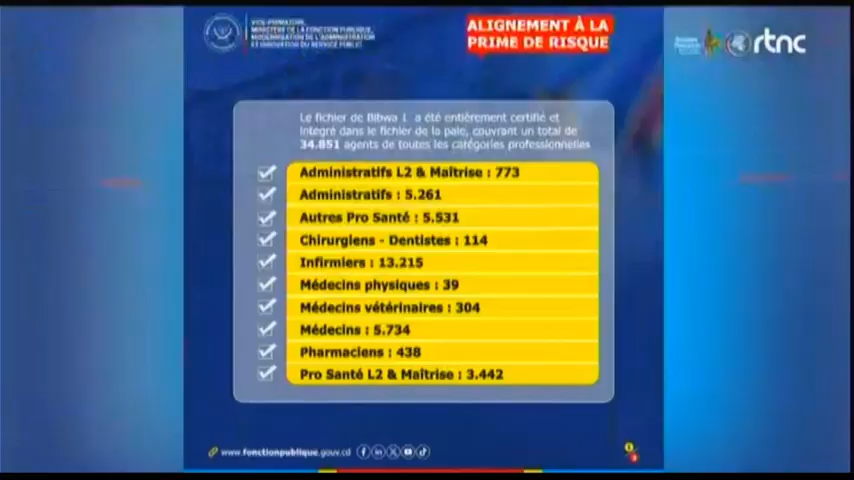 VICE-PRIMATURE,
MINISTÈRE DE LA FONCTION PUBLIQUE,
MODERNISATION DE L'ADMINISTRATION
ET INNOVATION DU SERVICE PUBLIC
ALIGNEMENT À LA
PRIME DE RISQUE
rtnc
Le fichier de Bibwa 1 a été entièrement certifié et
intégré dans le fichier de la paie, couvrant un total de
34.851 agents de toutes les catégories professionnelles
Administratifs L2 & Maîtrise : 773
Administratifs : 5.261
Autres Pro Santé : 5.531
Chirurgiens - Dentistes : 114
Infirmiers : 13.215
Médecins physiques : 39
Médecins vétérinaires : 304
Médecins : 5.734
Pharmaciens : 438
Pro Santé L2 & Maîtrise : 3.442
www.fonctionpublique.gouv.cd